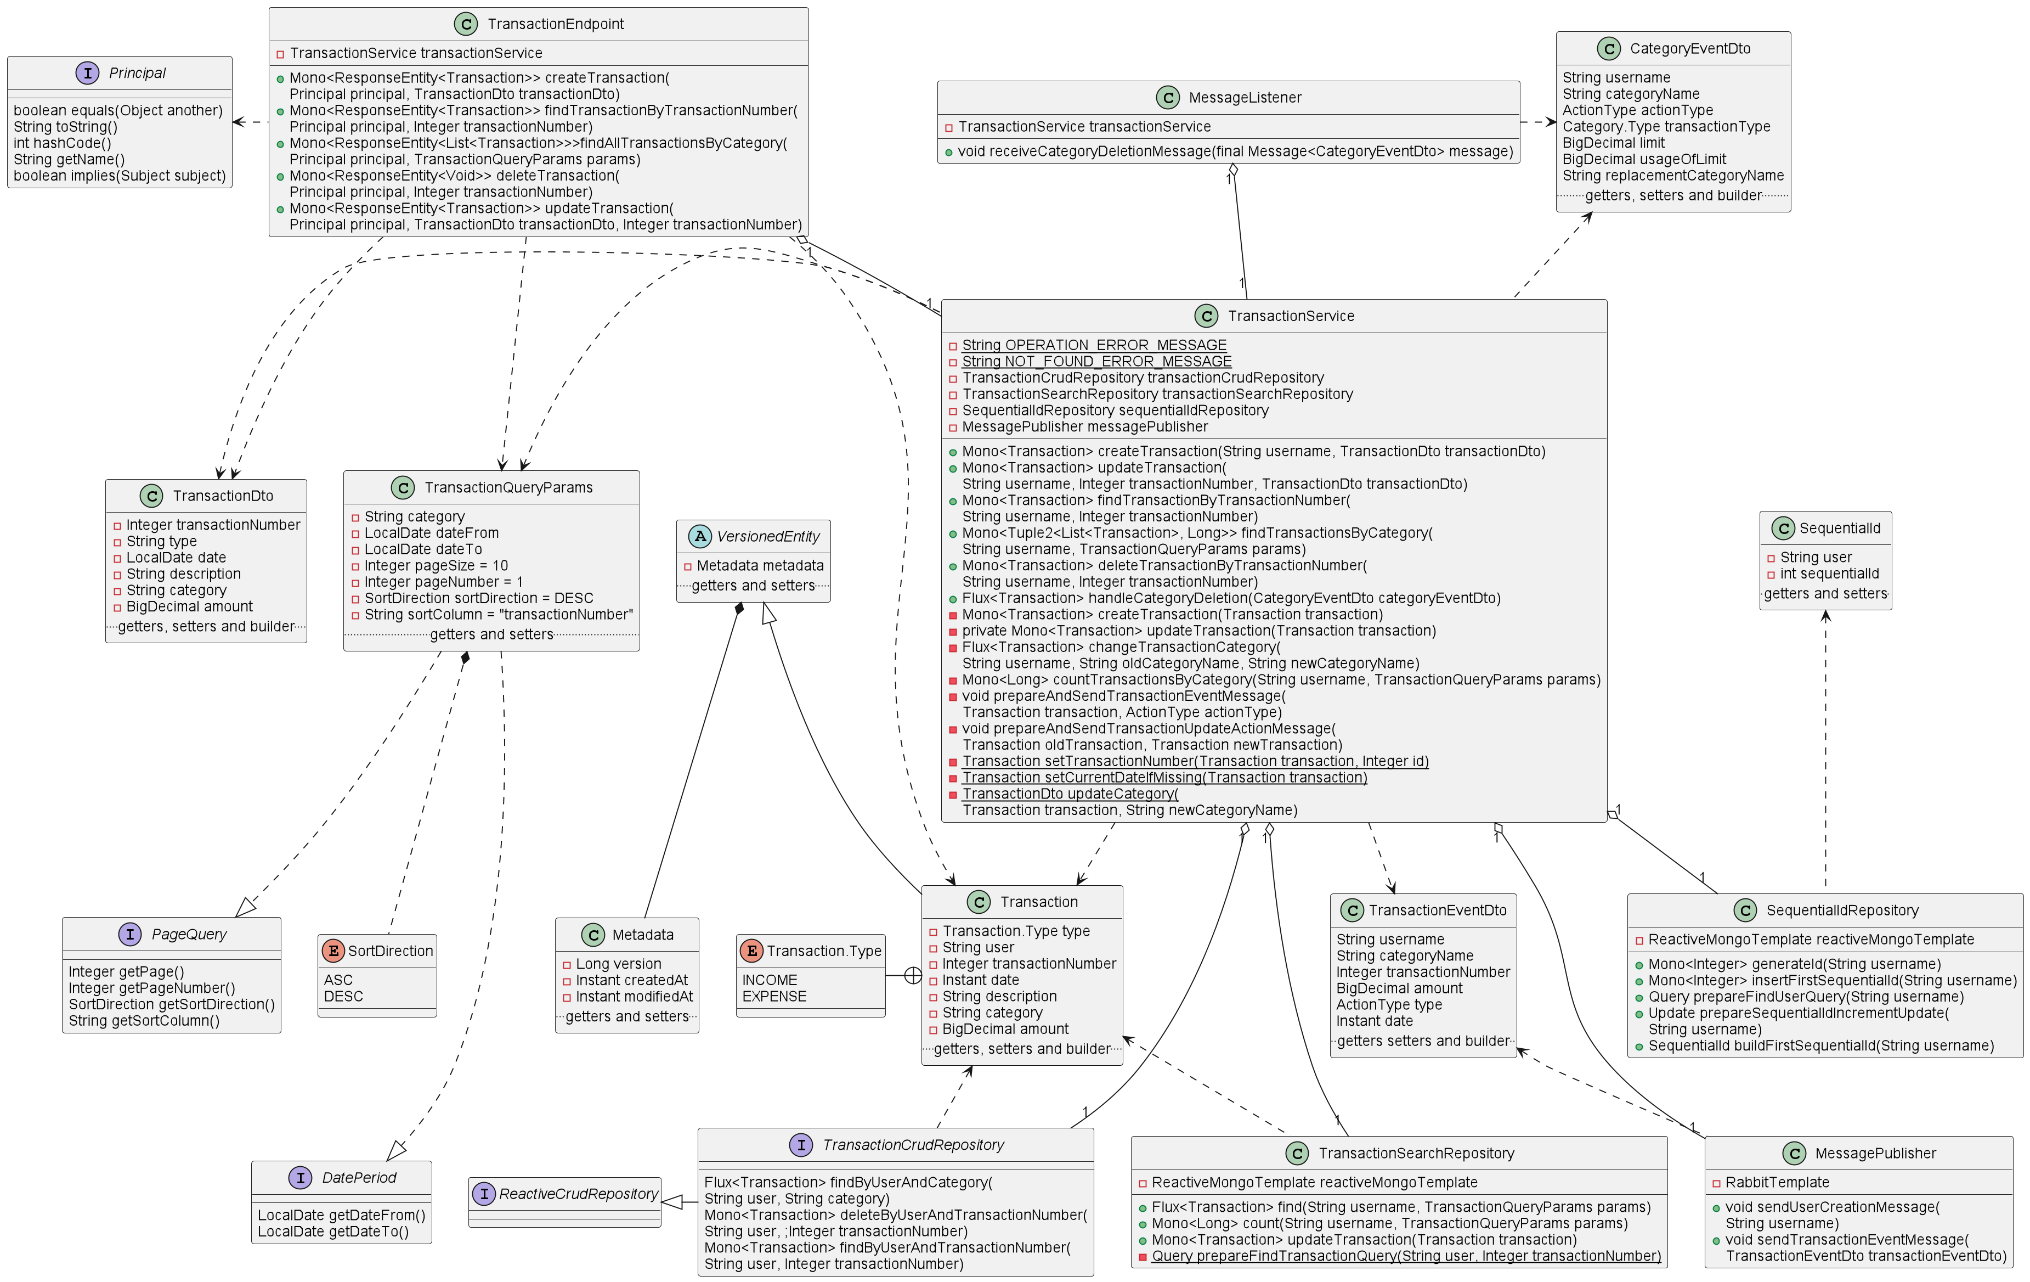 C TransactionEndpoint
TransactionService transactionService
Mono<ResponseEntity<Transaction>> createTransaction(
Principal principal, TransactionDto transactionDto)
Mono<ResponseEntity<Transaction>> findTransactionByTransactionNumber(
Principal principal, Integer transactionNumber)
Mono<ResponseEntity<List<Transaction>>>findAllTransactionsByCategory(
Principal principal, TransactionQueryParams params)
Mono<ResponseEntity<Void>> deleteTransaction(
Principal principal, Integer transactionNumber)
Mono<ResponseEntity<Transaction>> updateTransaction(
Principal principal, TransactionDto transactionDto, Integer transactionNumber)
I Principal
boolean equals(Object another)
String toString()
int hashCode()
String getName()
boolean implies(Subject subject)
C MessageListener
TransactionService transactionService
void receiveCategoryDeletionMessage(final Message<CategoryEventDto> message)
C CategoryEventDto
String username
String categoryName
ActionType actionType
Category.Type transactionType
BigDecimal limit
BigDecimal usageOfLimit
String replacementCategoryName
getters, setters and builder
1
1
1
1
C TransactionService
String OPERATION_ERROR_MESSAGE
String NOT_FOUND_ERROR_MESSAGE
TransactionCrudRepository transactionCrudRepository
TransactionSearchRepository transactionSearchRepository
SequentialIdRepository sequentialIdRepository
MessagePublisher messagePublisher
Mono<Transaction> createTransaction(String username, TransactionDto transactionDto)
Mono<Transaction> updateTransaction(
String username, Integer transactionNumber, TransactionDto transactionDto)
Mono<Transaction> findTransactionByTransactionNumber(
String username, Integer transactionNumber)
Mono<Tuple2<List<Transaction>, Long>> findTransactionsByCategory(
String username, TransactionQueryParams params)
Mono<Transaction> deleteTransactionByTransactionNumber(
String username, Integer transactionNumber)
Flux<Transaction> handleCategoryDeletion(CategoryEventDto categoryEventDto)
Mono<Transaction> createTransaction(Transaction transaction)
private Mono<Transaction> updateTransaction(Transaction transaction)
Flux<Transaction> changeTransactionCategory(
String username, String oldCategoryName, String newCategoryName)
Mono<Long> countTransactionsByCategory(String username, TransactionQueryParams params)
void prepareAndSendTransactionEventMessage(
Transaction transaction, ActionType actionType)
void prepareAndSendTransactionUpdateActionMessage(
Transaction oldTransaction, Transaction newTransaction)
Transaction setTransactionNumber(Transaction transaction, Integer id)
Transaction setCurrentDateIfMissing(Transaction transaction)
TransactionDto updateCategory(
Transaction transaction, String newCategoryName)
C TransactionDto
Integer transactionNumber
String type
LocalDate date
String description
String category
BigDecimal amount
getters, setters and builder
C TransactionQueryParams
String category
LocalDate dateFrom
LocalDate dateTo
Integer pageSize = 10
Integer pageNumber = 1
SortDirection sortDirection = DESC
String sortColumn = "transactionNumber"
getters and setters
A VersionedEntity
Metadata metadata
getters and setters
C SequentialId
String user
int sequentialId
getters and setters
1
1
1
1
1
I PageQuery
Integer getPage()
Integer getPageNumber()
SortDirection getSortDirection()
String getSortColumn()
E SortDirection
ASC
DESC
C Metadata
Long version
Instant createdAt
Instant modifiedAt
getters and setters
E Transaction.Type
INCOME
EXPENSE
C Transaction
Transaction.Type type
String user
Integer transactionNumber
Instant date
String description
String category
BigDecimal amount
getters, setters and builder
C TransactionEventDto
String username
String categoryName
Integer transactionNumber
BigDecimal amount
ActionType type
Instant date
getters setters and builder
C SequentialIdRepository
ReactiveMongoTemplate reactiveMongoTemplate
Mono<Integer> generateId(String username)
Mono<Integer> insertFirstSequentialId(String username)
Query prepareFindUserQuery(String username)
Update prepareSequentialIdIncrementUpdate(
String username)
SequentialId buildFirstSequentialId(String username)
1
1
1
I DatePeriod
LocalDate getDateFrom()
LocalDate getDateTo()
I ReactiveCrudRepository
I TransactionCrudRepository
Flux<Transaction> findByUserAndCategory(
String user, String category)
Mono<Transaction> deleteByUserAndTransactionNumber(
String user, ;Integer transactionNumber)
Mono<Transaction> findByUserAndTransactionNumber(
String user, Integer transactionNumber)
C TransactionSearchRepository
ReactiveMongoTemplate reactiveMongoTemplate
Flux<Transaction> find(String username, TransactionQueryParams params)
Mono<Long> count(String username, TransactionQueryParams params)
Mono<Transaction> updateTransaction(Transaction transaction)
Query prepareFindTransactionQuery(String user, Integer transactionNumber)
C MessagePublisher
RabbitTemplate
void sendUserCreationMessage(
String username)
void sendTransactionEventMessage(
TransactionEventDto transactionEventDto)